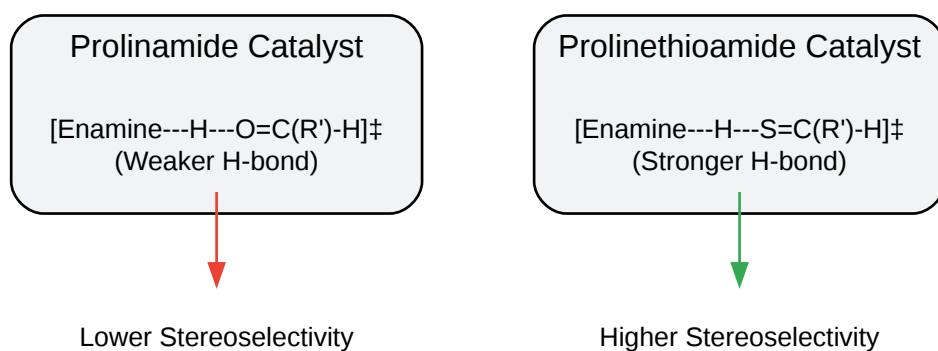 Prolinamide Catalyst
[Enamine---H---O=C(R')-H]‡
(Weaker H-bond)
Lower Stereoselectivity
Prolinethioamide Catalyst
[Enamine---H---S=C(R')-H]‡
(Stronger H-bond)
Higher Stereoselectivity